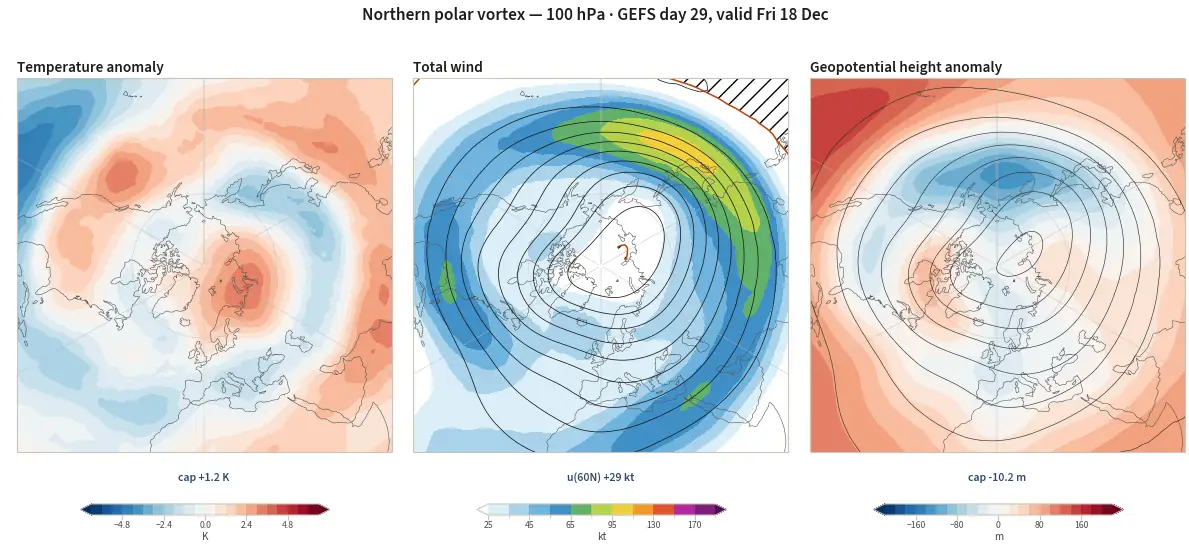 Northern polar vortex — 100 hPa · GEFS day 29, valid Fri 18 Dec
Temperature anomaly
Total wind
Geopotential height anomaly
cap +1.2 K
u(60N) +29 kt
cap -10.2 m
−4.8 −2.4 0.0 2.4 4.8
K
25 45 65 95 130 170
kt
−160 −80 0 80 160
m